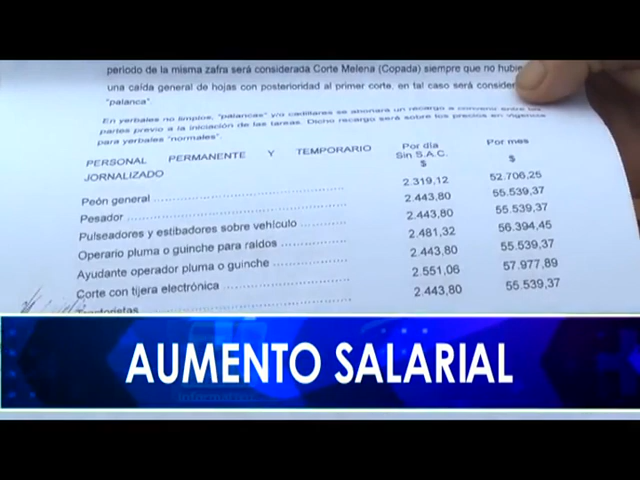 período de la misma zafra será considerada Corte Melena (Copada) siempre que no hubie
una caída general de hojas con posterioridad al primer corte, en tal caso será consider
"palanca".
En yerbales no limpios, "palancas" y/o cadillares se abonará un recargo a convenir entre los
partes previo a la iniciación de las tareas. Dicho recargo será sobre los precios en vigencia
para yerbales "normales".
PERSONAL PERMANENTE Y TEMPORARIO Por día Por mes
JORNALIZADO Sin S.A.C. $
$
Peón general 2.319,12 52.706,25
Pesador 2.443,80 55.539,37
Pulseadores y estibadores sobre vehículo 2.443,80 55.539,37
Operario pluma o guinche para raídos 2.481,32 56.394,45
Ayudante operador pluma o guinche 2.443,80 55.539,37
Corte con tijera electrónica 2.551,06 57.977,89
2.443,80 55.539,37
AUMENTO SALARIAL